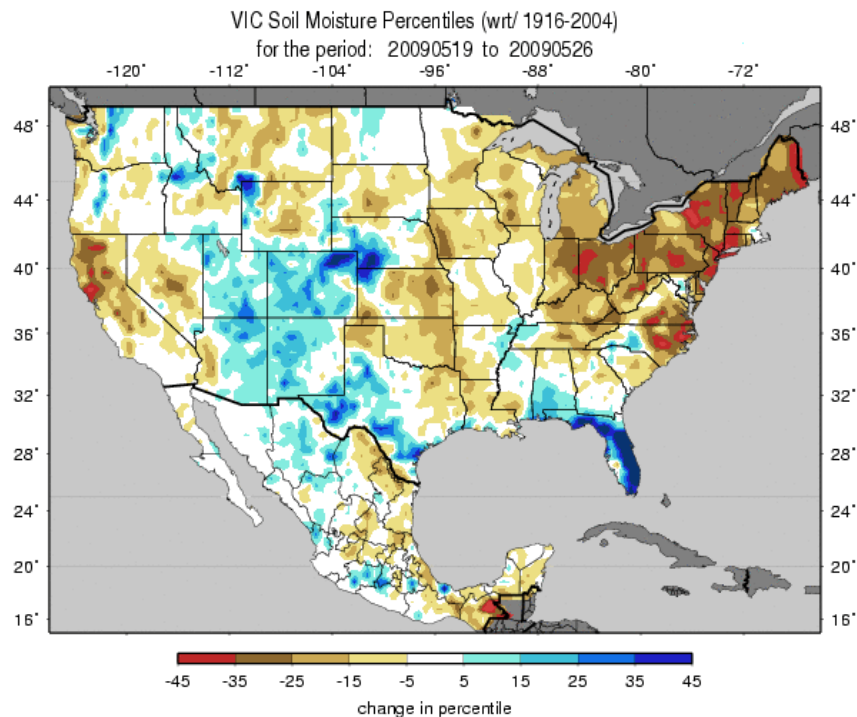 VIC Soil Moisture Percentiles (wrt/ 1916-2004)
for the period: 20090519 to 20090526
-120° -112° -104° -96° -88° -80° -72°
48° 48°
44° 44°
40° 40°
36° 36°
32° 32°
28° 28°
24° 24°
20° 20°
16° 16°
-45 -35 -25 -15 -5 5 15 25 35 45
change in percentile